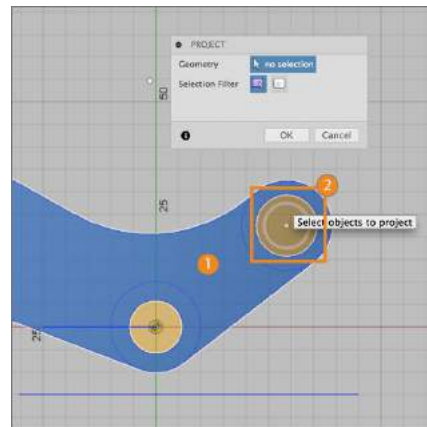 PROJECT
Geometry
no selection
Selection Filter
OK
Cancel
50
25
2
Select objects to project
1
25